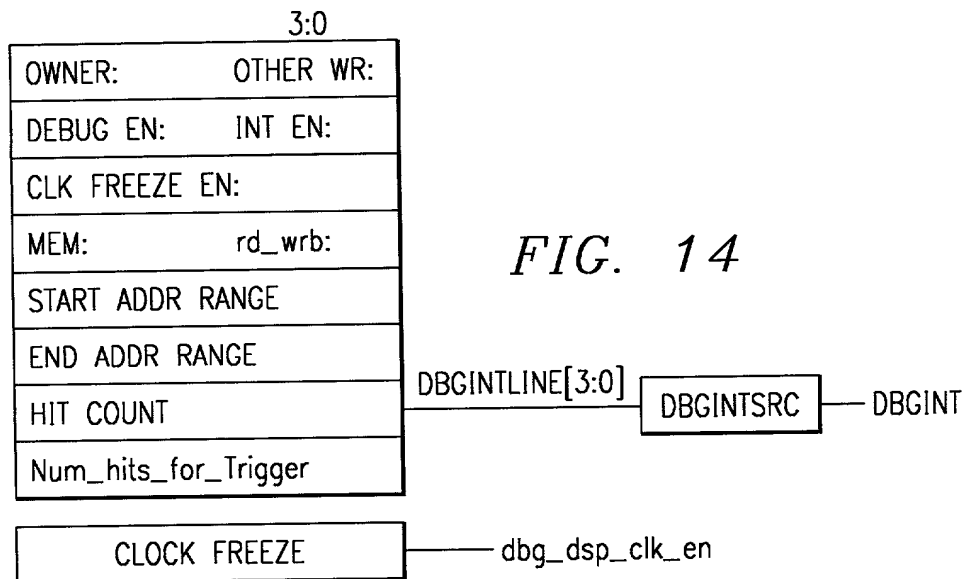 3:0
OWNER: OTHER WR:
DEBUG EN: INT EN:
CLK FREEZE EN:
MEM: rd_wrb:
FIG. 14
START ADDR RANGE
END ADDR RANGE
DBGINTLINE[3:0]
HIT COUNT
DBGINTSRC
DBGINT
Num_hits_for_Trigger
CLOCK FREEZE
dbg_dsp_clk_en